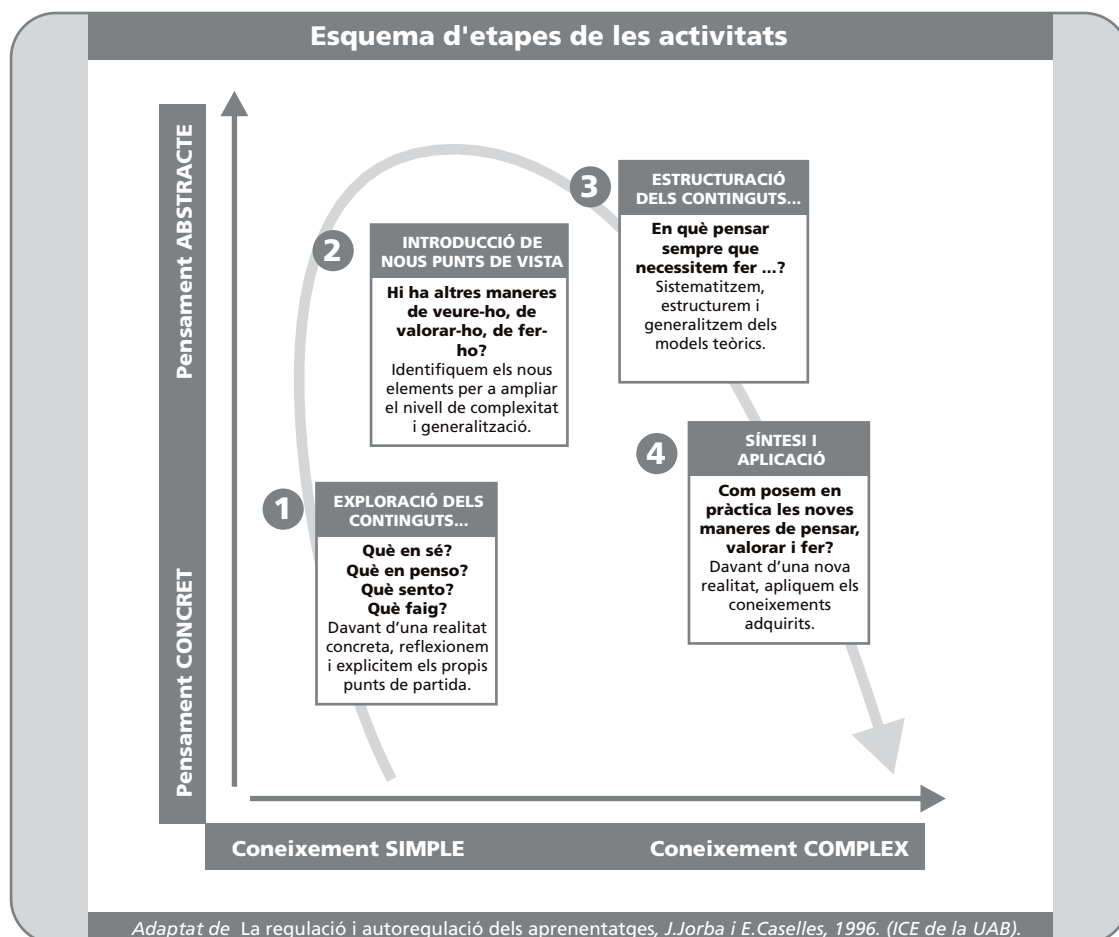 Esquema d'etapes de les activitats
Pensament ABSTRACTE
Pensament CONCRET
1
EXPLORACIÓ DELS
CONTINGUTS...
Què en sé?
Què en penso?
Què sento?
Què faig?
Davant d’una realitat
concreta, reflexionem
i explicitem els propis
punts de partida.
2
INTRODUCCIÓ DE
NOUS PUNTS DE VISTA
Hi ha altres maneres
de veure-ho, de
valorar-ho, de fer-
ho?
Identifiquem els nous
elements per a ampliar
el nivell de complexitat
i generalització.
3
ESTRUCTURACIÓ
DELS CONTINGUTS...
En què pensar
sempre que
necessitem fer ...?
Sistematitzem,
estructurem i
generalitzem dels
models teòrics.
4
SÍNTESI I
APLICACIÓ
Com posem en
pràctica les noves
maneres de pensar,
valorar i fer?
Davant d’una nova
realitat, apliquem els
coneixements
adquirits.
Coneixement SIMPLE
Coneixement COMPLEX
Adaptat de La regulació i autoregulació dels aprenentatges, J.Jorba i E.Caselles, 1996. (ICE de la UAB).